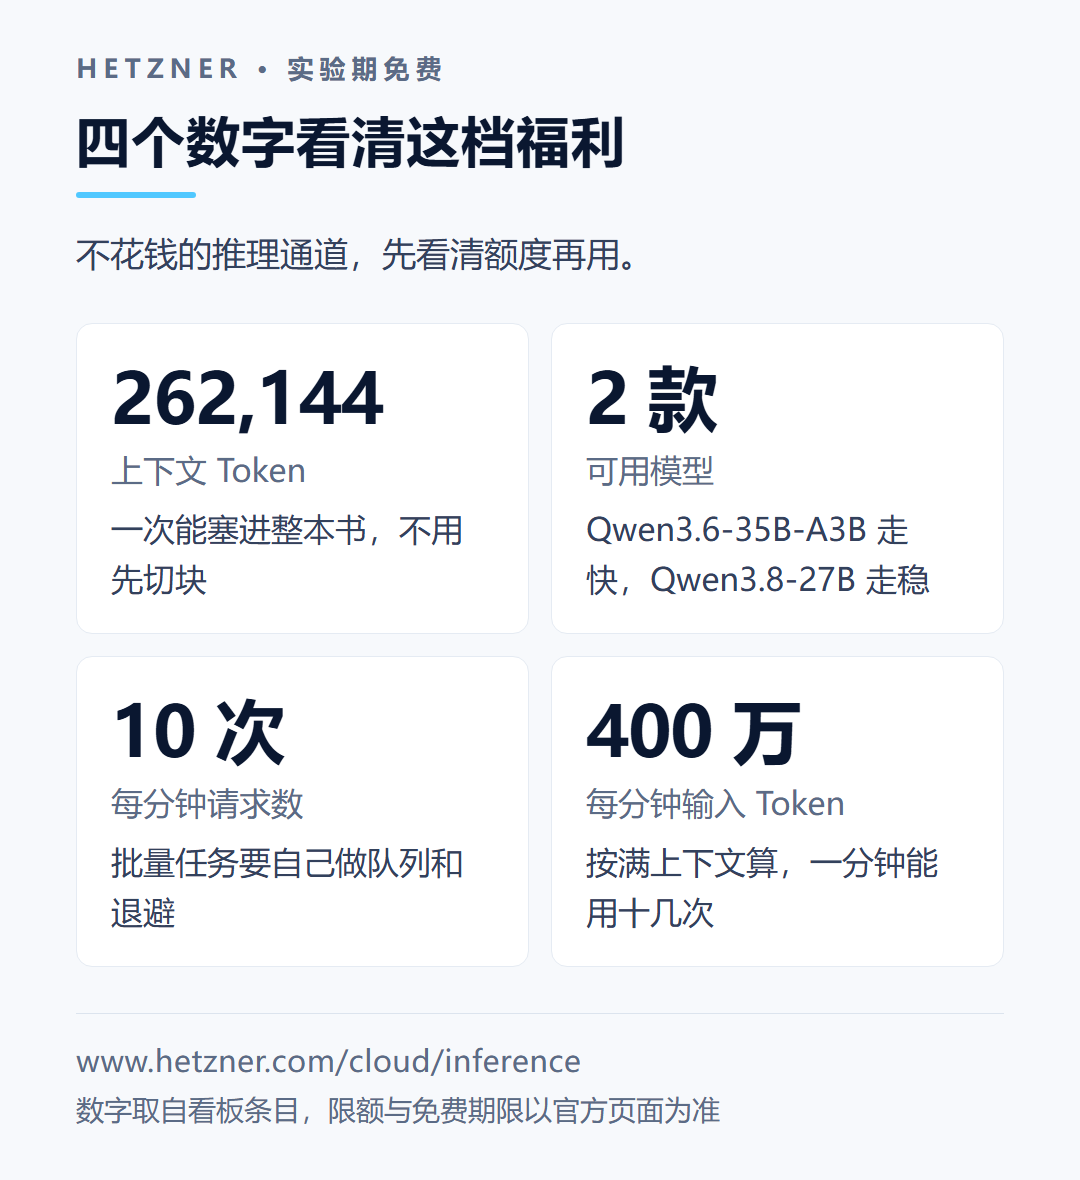 HETZNER • 实验期免费
四个数字看清这档福利
不花钱的推理通道，先看清额度再用。
262,144
上下文 Token
一次能塞进整本书，不用
先切块
2 款
可用模型
Qwen3.6-35B-A3B 走
快，Qwen3.8-27B 走稳
10 次
每分钟请求数
批量任务要自己做队列和
退避
400 万
每分钟输入 Token
按满上下文算，一分钟能
用十几次
www.hetzner.com/cloud/inference
数字取自看板条目，限额与免费期限以官方页面为准